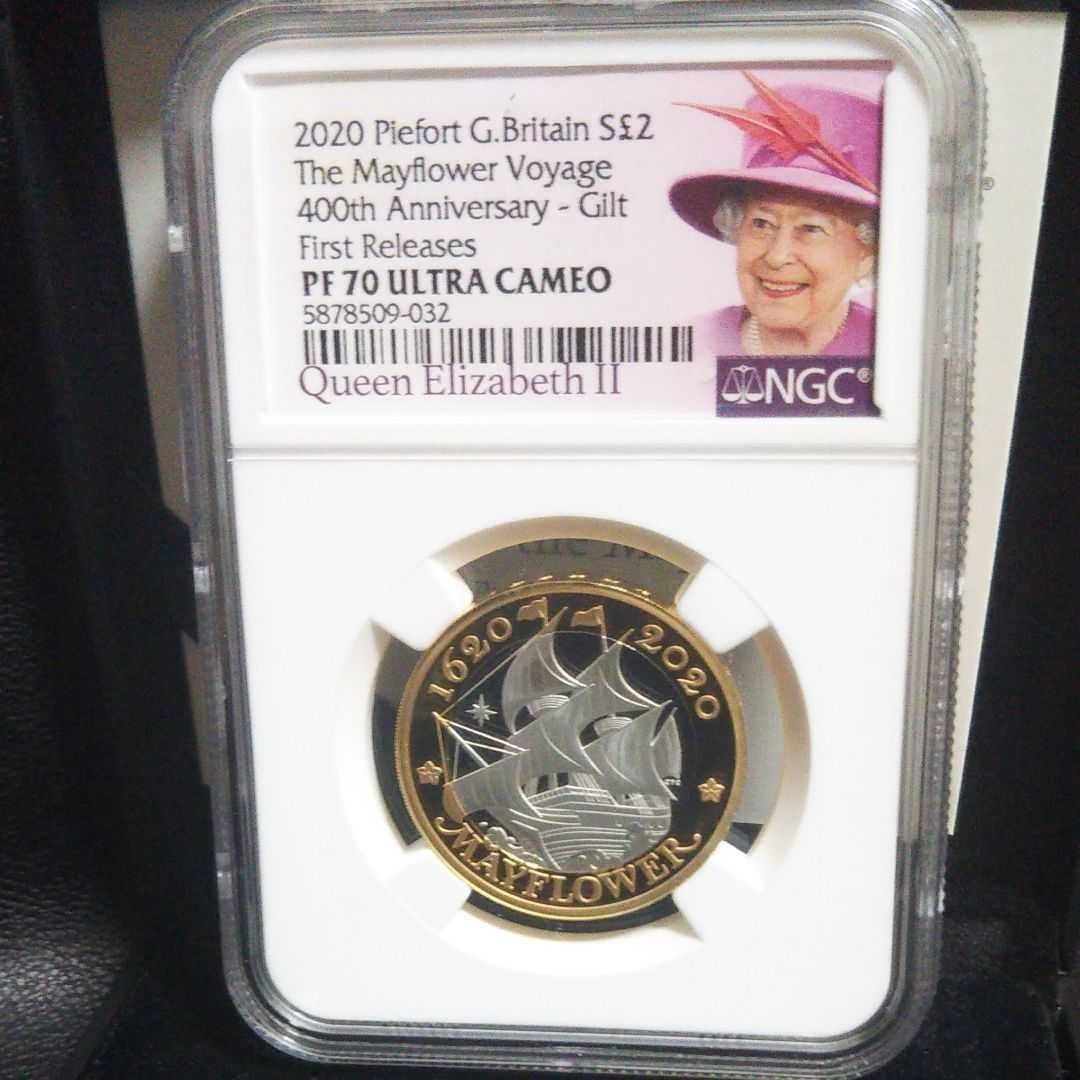 2020 Piefort G.Britain S£2
The Mayflower Voyage
400th Anniversary - Gilt
First Releases
PF 70 ULTRA CAMEO
5878509-032
Queen Elizabeth II
NGC®
the M
1620 2020
MAYFLOWER